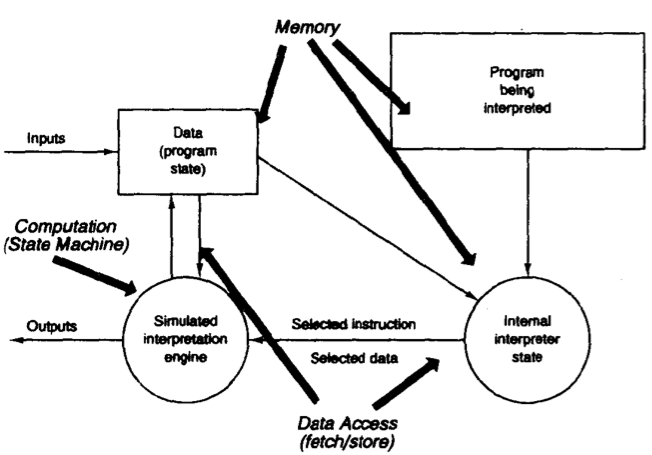 Memory
Program
being
interpreted
Inputs
Data
(program
state)
Computation
(State Machine)
Outputs
Simulated
interpretation
engine
Selected instruction
Selected data
Internal
interpreter
state
Data Access
(fetch/store)